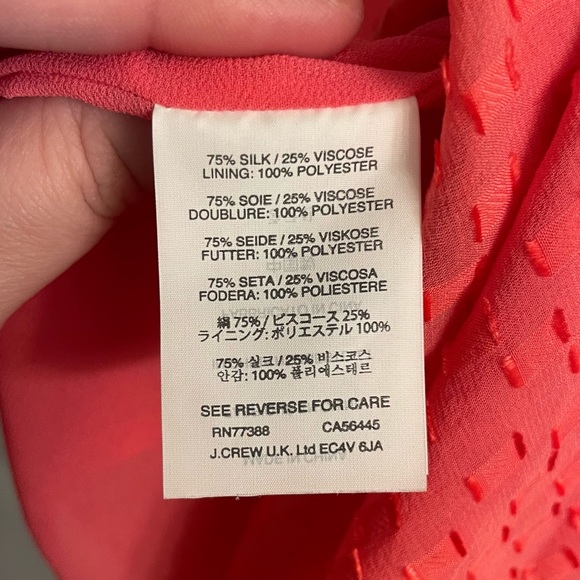 75% SILK / 25% VISCOSE
LINING: 100% POLYESTER
75% SOIE / 25% VISCOSE
DOUBLURE: 100% POLYESTER
75% SEIDE / 25% VISKOSE
FUTTER: 100% POLYESTER
75% SETA / 25% VISCOSA
FODERA: 100% POLIESTERE
絹 75% / ビスコース 25%
ライニング: ポリエステル 100%
75% 실크 / 25% 비스코스
안감: 100% 폴리에스테르
SEE REVERSE FOR CARE
RN77388 CA56445
J.CREW U.K. Ltd EC4V 6JA
MADE IN CHINA